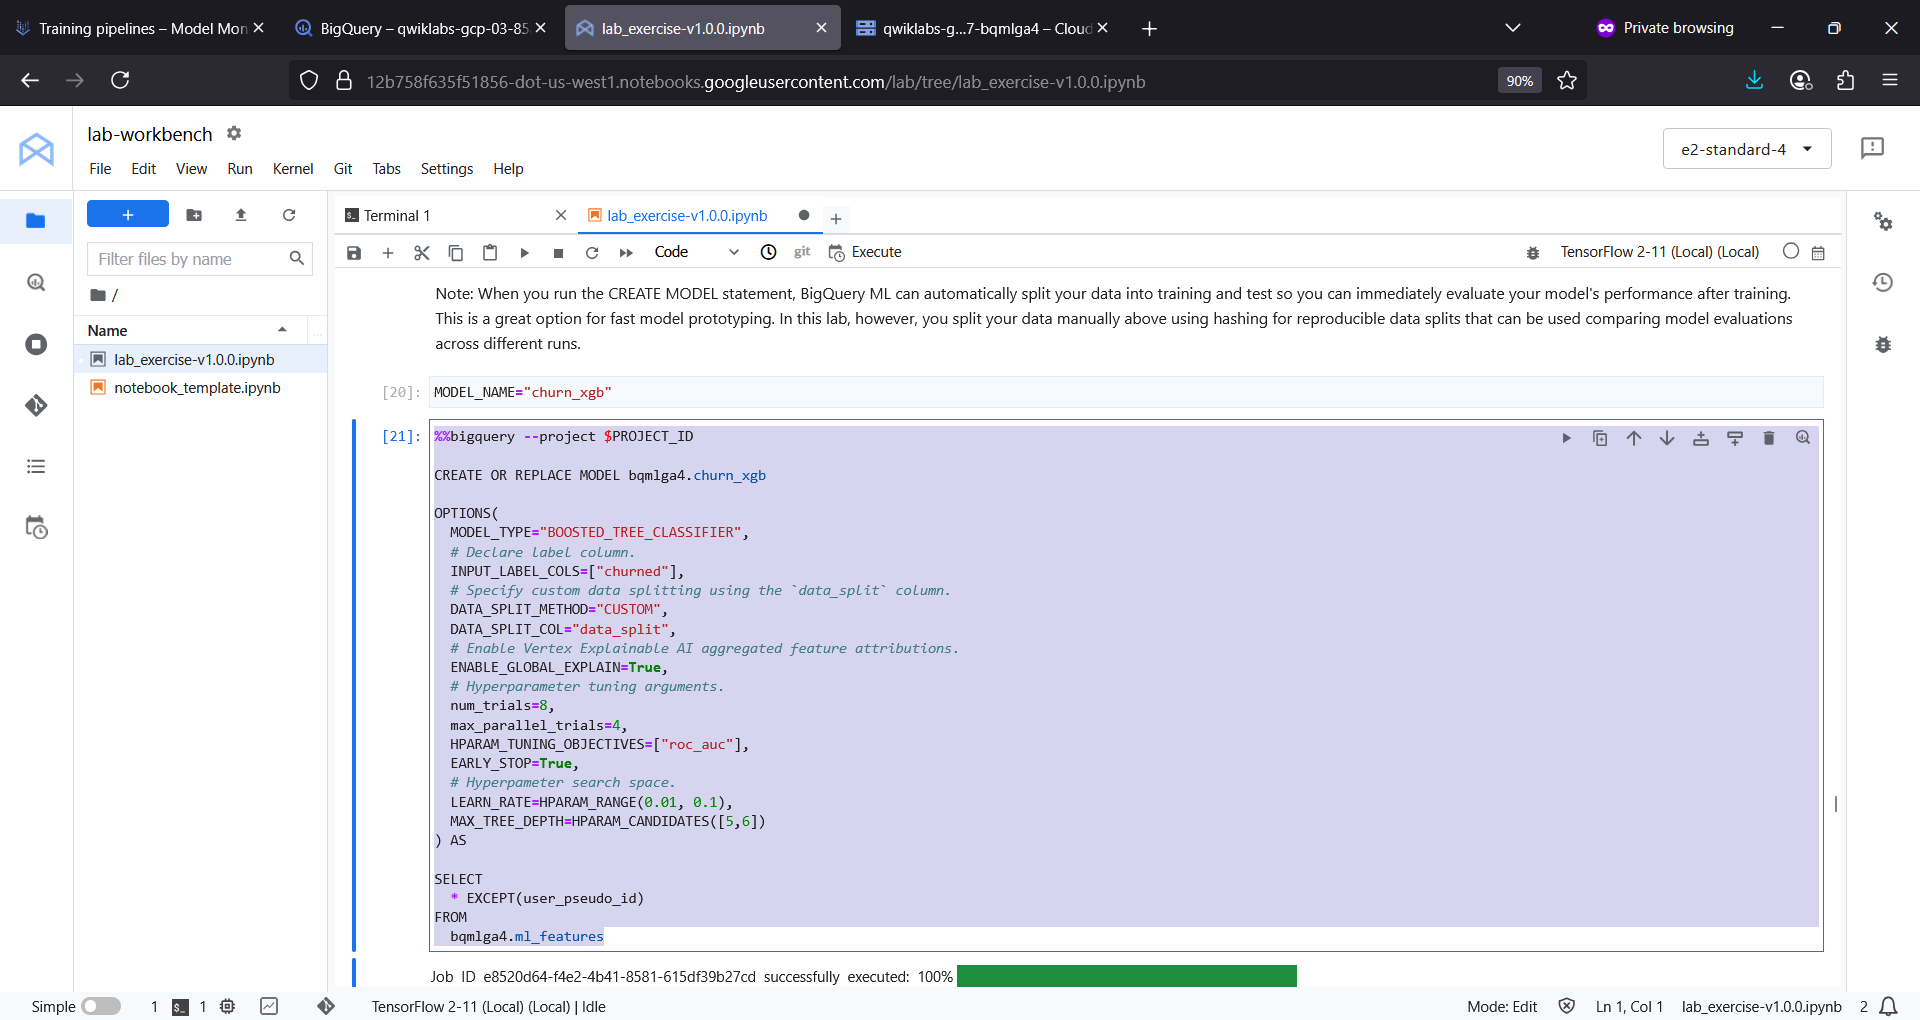 Training pipelines – Model Mon
BigQuery – qwiklabs-gcp-03-85
lab_exercise-v1.0.0.ipynb
qwiklabs-g...7-bqmlga4 – Cloud
Private browsing
12b758f635f51856-dot-us-west1.notebooks.googleusercontent.com/lab/tree/lab_exercise-v1.0.0.ipynb
90%
lab-workbench
e2-standard-4
File Edit View Run Kernel Git Tabs Settings Help
Terminal 1
lab_exercise-v1.0.0.ipynb
Code
git
Execute
TensorFlow 2-11 (Local) (Local)
Filter files by name
/
Name
lab_exercise-v1.0.0.ipynb
notebook_template.ipynb
Note: When you run the CREATE MODEL statement, BigQuery ML can automatically split your data into training and test so you can immediately evaluate your model's performance after training.
This is a great option for fast model prototyping. In this lab, however, you split your data manually above using hashing for reproducible data splits that can be used comparing model evaluations
across different runs.
[20]: MODEL_NAME="churn_xgb"
[21]: %%bigquery --project $PROJECT_ID
CREATE OR REPLACE MODEL bqmlga4.churn_xgb
OPTIONS(
MODEL_TYPE="BOOSTED_TREE_CLASSIFIER",
# Declare label column.
INPUT_LABEL_COLS=["churned"],
# Specify custom data splitting using the `data_split` column.
DATA_SPLIT_METHOD="CUSTOM",
DATA_SPLIT_COL="data_split",
# Enable Vertex Explainable AI aggregated feature attributions.
ENABLE_GLOBAL_EXPLAIN=True,
# Hyperparameter tuning arguments.
num_trials=8,
max_parallel_trials=4,
HPARAM_TUNING_OBJECTIVES=["roc_auc"],
EARLY_STOP=True,
# Hyperpameter search space.
LEARN_RATE=HPARAM_RANGE(0.01, 0.1),
MAX_TREE_DEPTH=HPARAM_CANDIDATES([5,6])
) AS
SELECT
* EXCEPT(user_pseudo_id)
FROM
bqmlga4.ml_features
Job ID e8520d64-f4e2-4b41-8581-615df39b27cd successfully executed: 100%
Simple
1
1
TensorFlow 2-11 (Local) (Local) | Idle
Mode: Edit
Ln 1, Col 1
lab_exercise-v1.0.0.ipynb
2